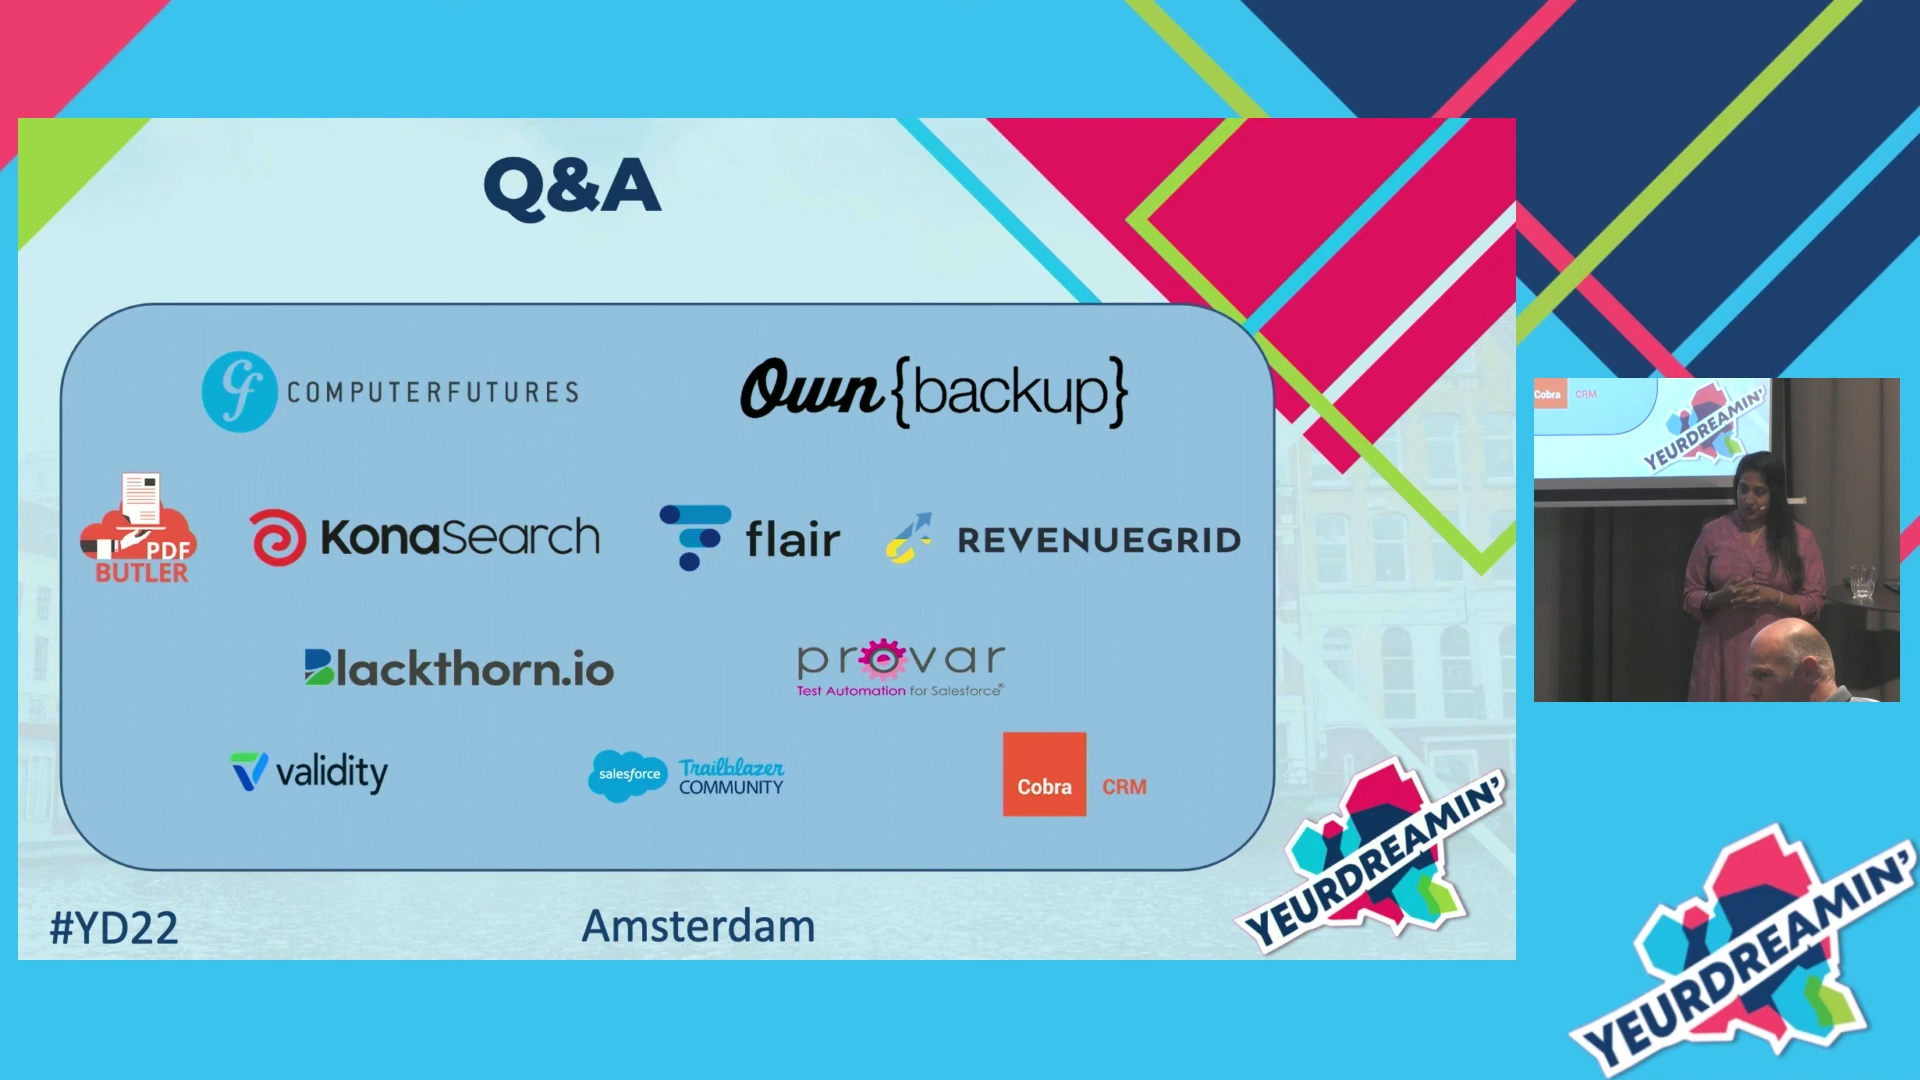 Q&A
COMPUTERFUTURES
Own{backup}
PDF
BUTLER
KonaSearch
flair
REVENUEGRID
Blackthorn.io
provar
Test Automation for Salesforce®
validity
salesforce
Trailblazer
COMMUNITY
Cobra
CRM
YEURDREAMIN'
#YD22
Amsterdam
Cobra
CRM
YEURDREAMIN'
YEURDREAMIN'